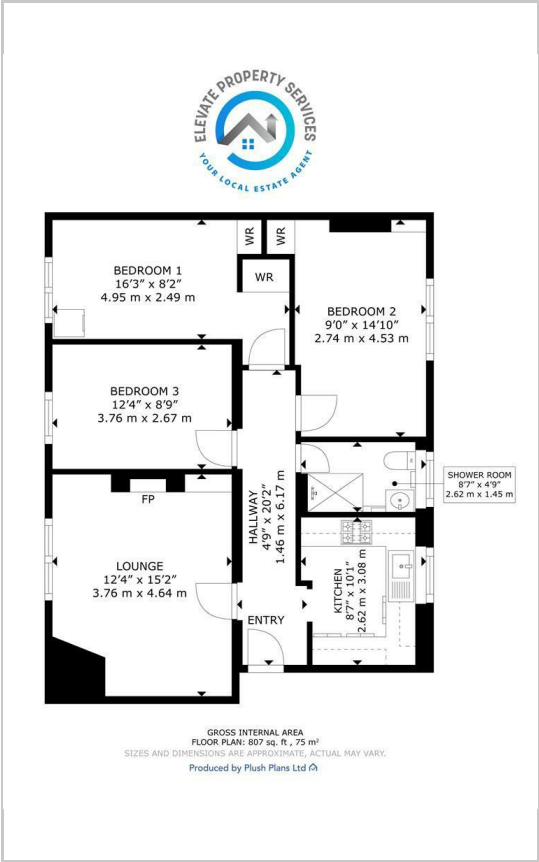 ELEVATE PROPERTY SERVICES
YOUR LOCAL ESTATE AGENT
WR
WR
WR
BEDROOM 1
16'3" x 8'2"
4.95 m x 2.49 m
BEDROOM 2
9'0" x 14'10"
2.74 m x 4.53 m
BEDROOM 3
12'4" x 8'9"
3.76 m x 2.67 m
SHOWER ROOM
8'7" x 4'9"
2.62 m x 1.45 m
FP
HALLWAY
4'9" x 20'2"
1.46 m x 6.17 m
LOUNGE
12'4" x 15'2"
3.76 m x 4.64 m
KITCHEN
8'7" x 10'1"
2.62 m x 3.08 m
ENTRY
GROSS INTERNAL AREA
FLOOR PLAN: 807 sq. ft , 75 m²
SIZES AND DIMENSIONS ARE APPROXIMATE, ACTUAL MAY VARY.
Produced by Plush Plans Ltd